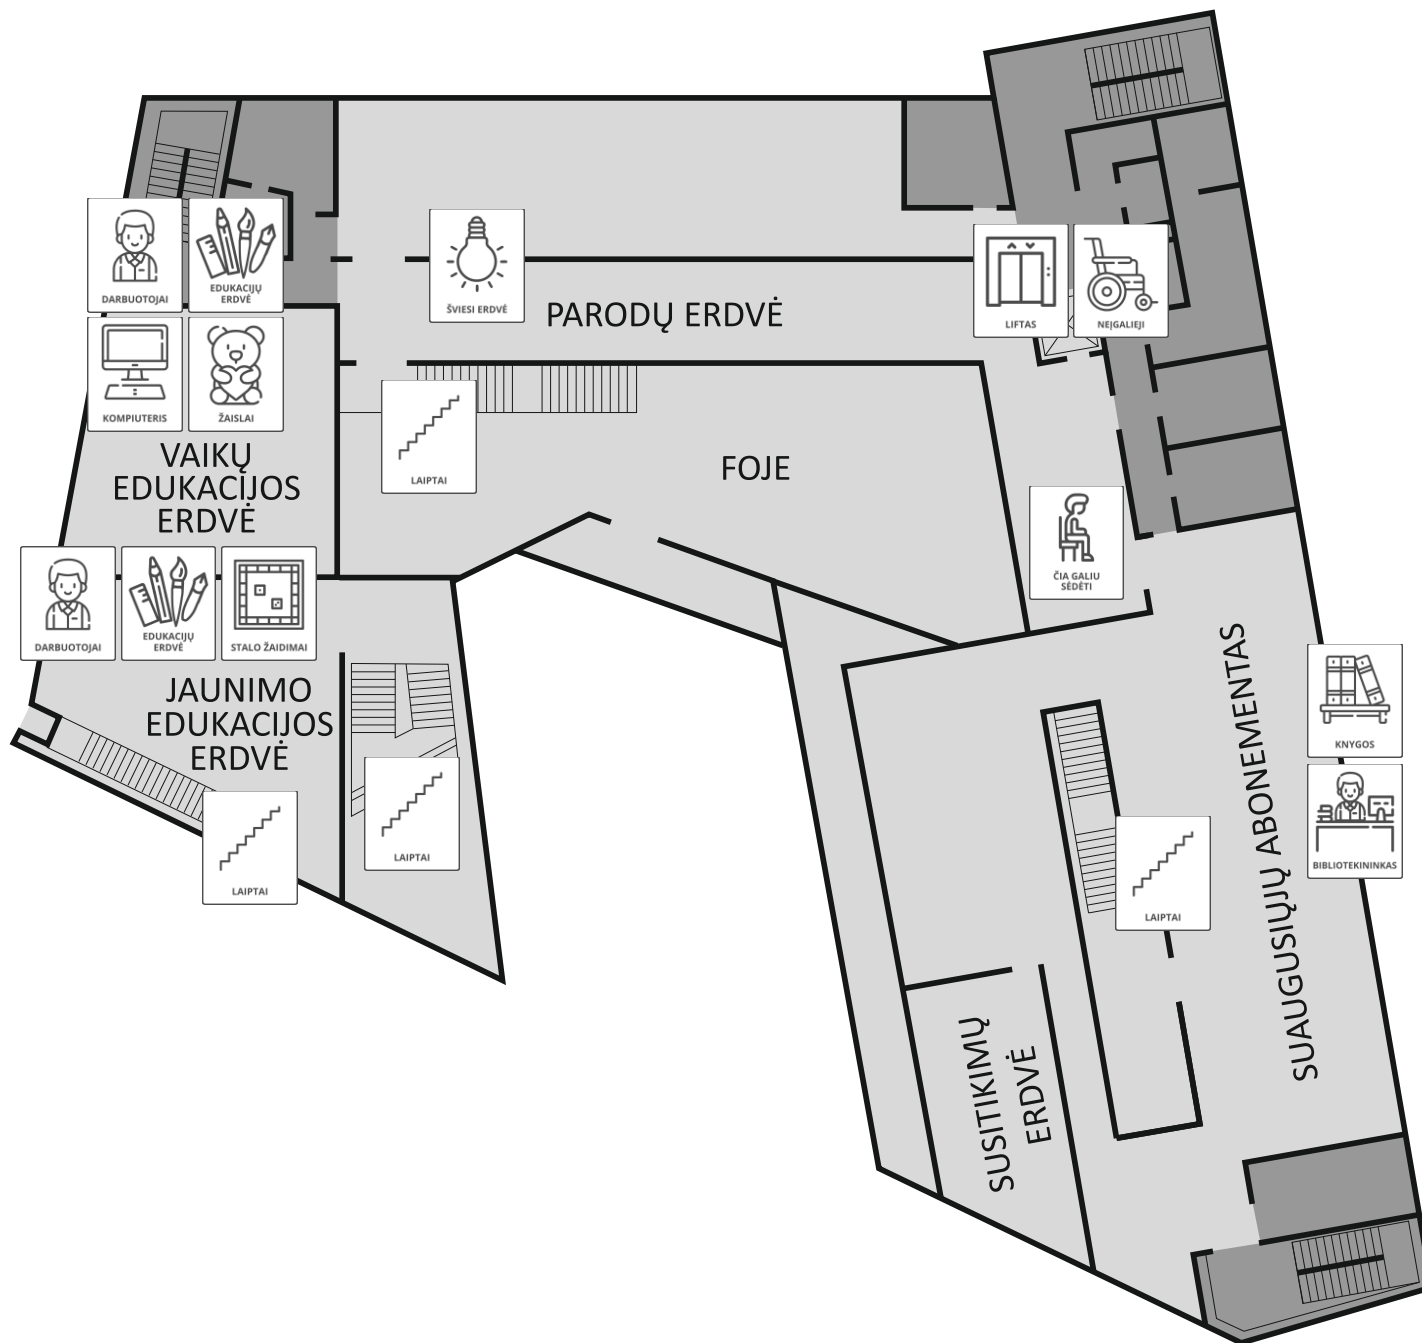 DARBUOTOJAI
EDUKACIJŲ
ERDVĖ
KOMPIUTERIS
ŽAISLAI
VAIKŲ
EDUKACIJOS
ERDVĖ
ŠVIESI ERDVĖ
PARODŲ ERDVĖ
LIFTAS
NEĮGALIEJI
LAIPTAI
FOJE
ČIA GALIU
SĖDĖTI
DARBUOTOJAI
EDUKACIJŲ
ERDVĖ
STALO ŽAIDIMAI
JAUNIMO
EDUKACIJOS
ERDVĖ
LAIPTAI
LAIPTAI
SUAUGUSIŲJŲ ABONEMENTAS
KNYGOS
BIBLIOTEKININKAS
LAIPTAI
SUSITIKIMŲ
ERDVĖ